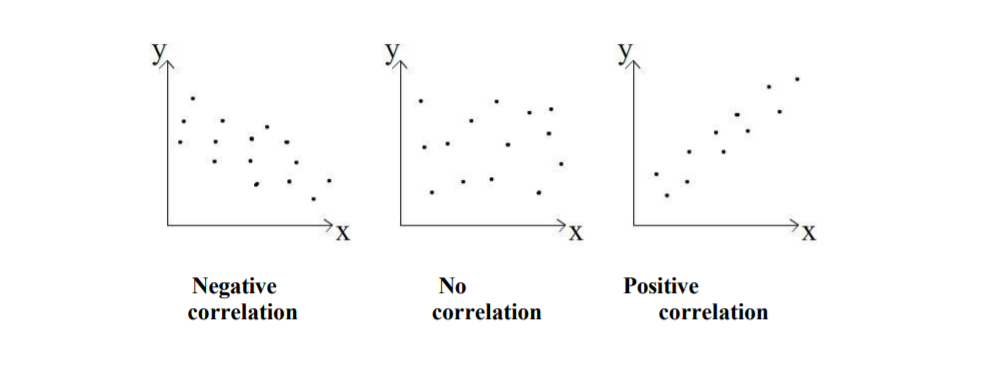 y
x
Negative
correlation
y
x
No
correlation
y
x
Positive
correlation